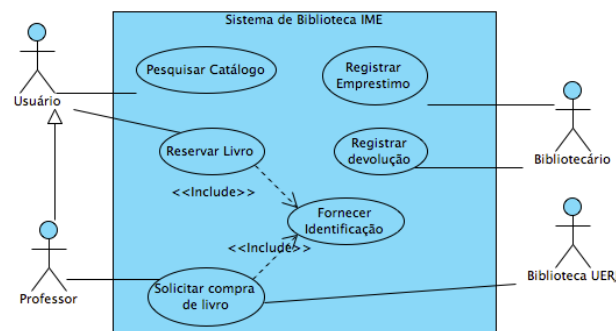 Sistema de Biblioteca IME
Pesquisar Catálogo
Registrar
Emprestimo
Usuário
Reservar Livro
Registrar
devolução
Bibliotecário
<<Include>>
Fornecer
Identificação
<<Include>>
Professor
Solicitar compra
de livro
Biblioteca UERJ